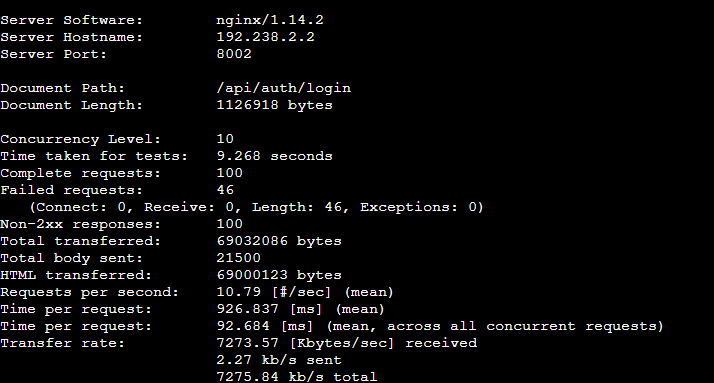 Server Software: nginx/1.14.2
Server Hostname: 192.238.2.2
Server Port: 8002
Document Path: /api/auth/login
Document Length: 1126918 bytes
Concurrency Level: 10
Time taken for tests: 9.268 seconds
Complete requests: 100
Failed requests: 46
(Connect: 0, Receive: 0, Length: 46, Exceptions: 0)
Non-2xx responses: 100
Total transferred: 69032086 bytes
Total body sent: 21500
HTML transferred: 69000123 bytes
Requests per second: 10.79 [#/sec] (mean)
Time per request: 926.837 [ms] (mean)
Time per request: 92.684 [ms] (mean, across all concurrent requests)
Transfer rate: 7273.57 [Kbytes/sec] received
2.27 kb/s sent
7275.84 kb/s total